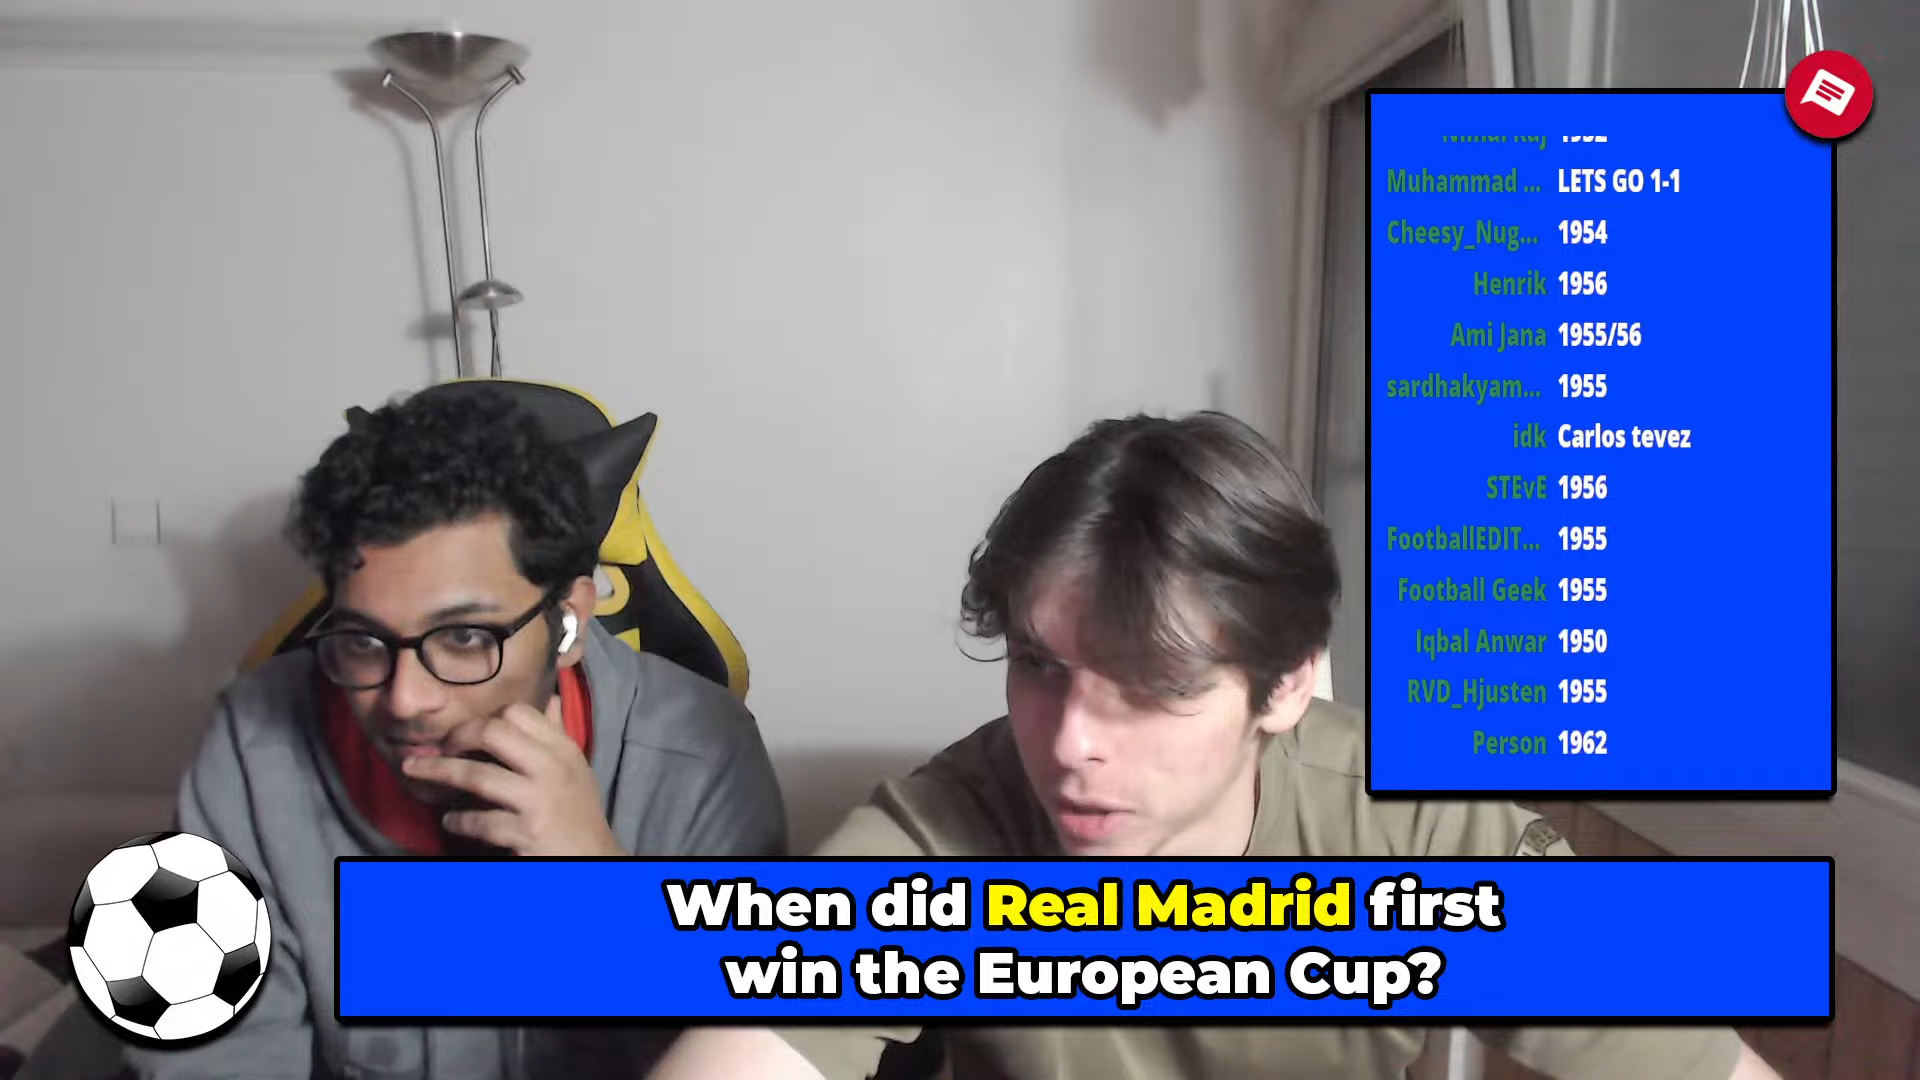 Muhammad ... LETS GO 1-1
Cheesy_Nug... 1954
Henrik 1956
Ami Jana 1955/56
sardhakyam... 1955
idk Carlos tevez
STEvE 1956
FootballEDIT... 1955
Football Geek 1955
Iqbal Anwar 1950
RVD_Hjusten 1955
Person 1962
When did Real Madrid first
win the European Cup?